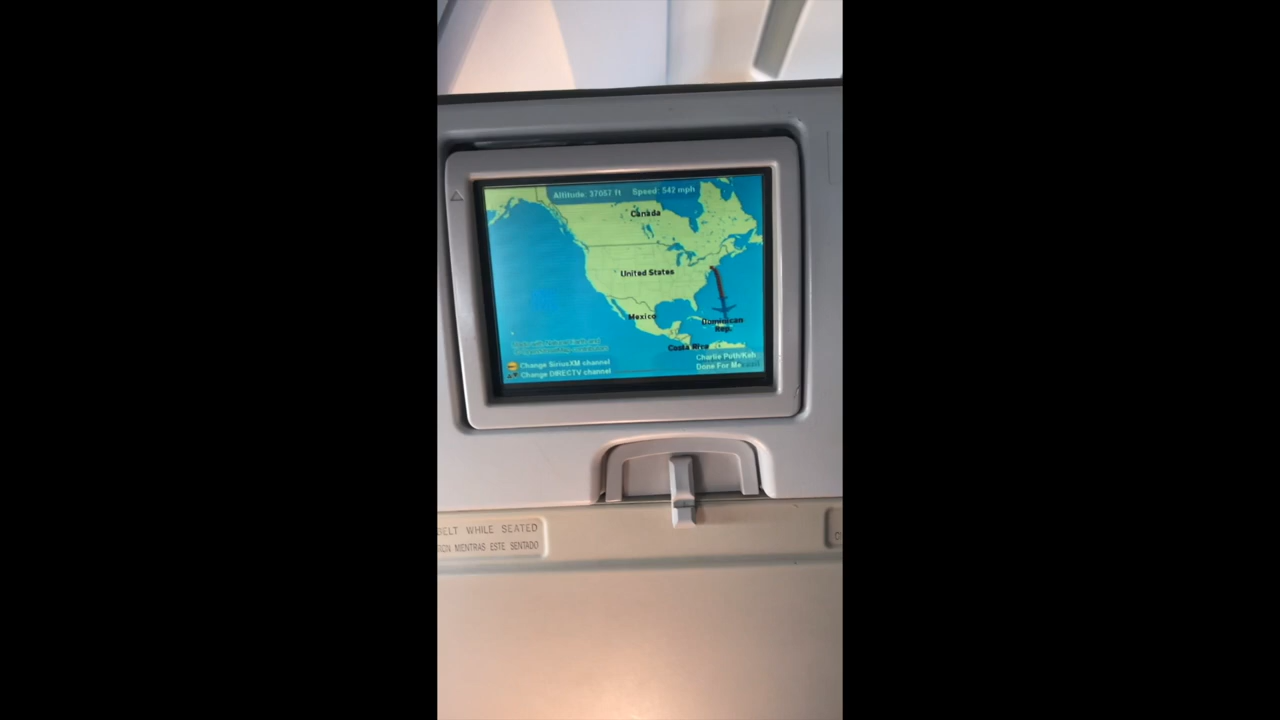 Altitude: 37057 ft Speed: 542 mph
Canada
United States
Mexico
Dominican
Rep.
Costa Rica
Change SiriusXM channel
Change DIRECTV channel
Charlie Puth/Keh
Done For Me
BELT WHILE SEATED
MIENTRAS ESTE SENTADO